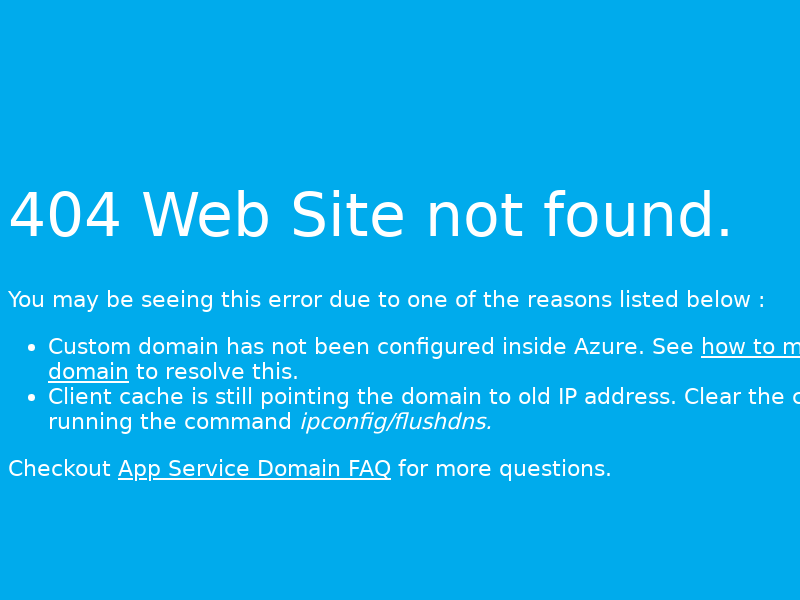 404 Web Site not found.
You may be seeing this error due to one of the reasons listed below :
Custom domain has not been configured inside Azure. See how to
domain to resolve this.
Client cache is still pointing the domain to old IP address. Clear the
running the command ipconfig/flushdns.
Checkout App Service Domain FAQ for more questions.